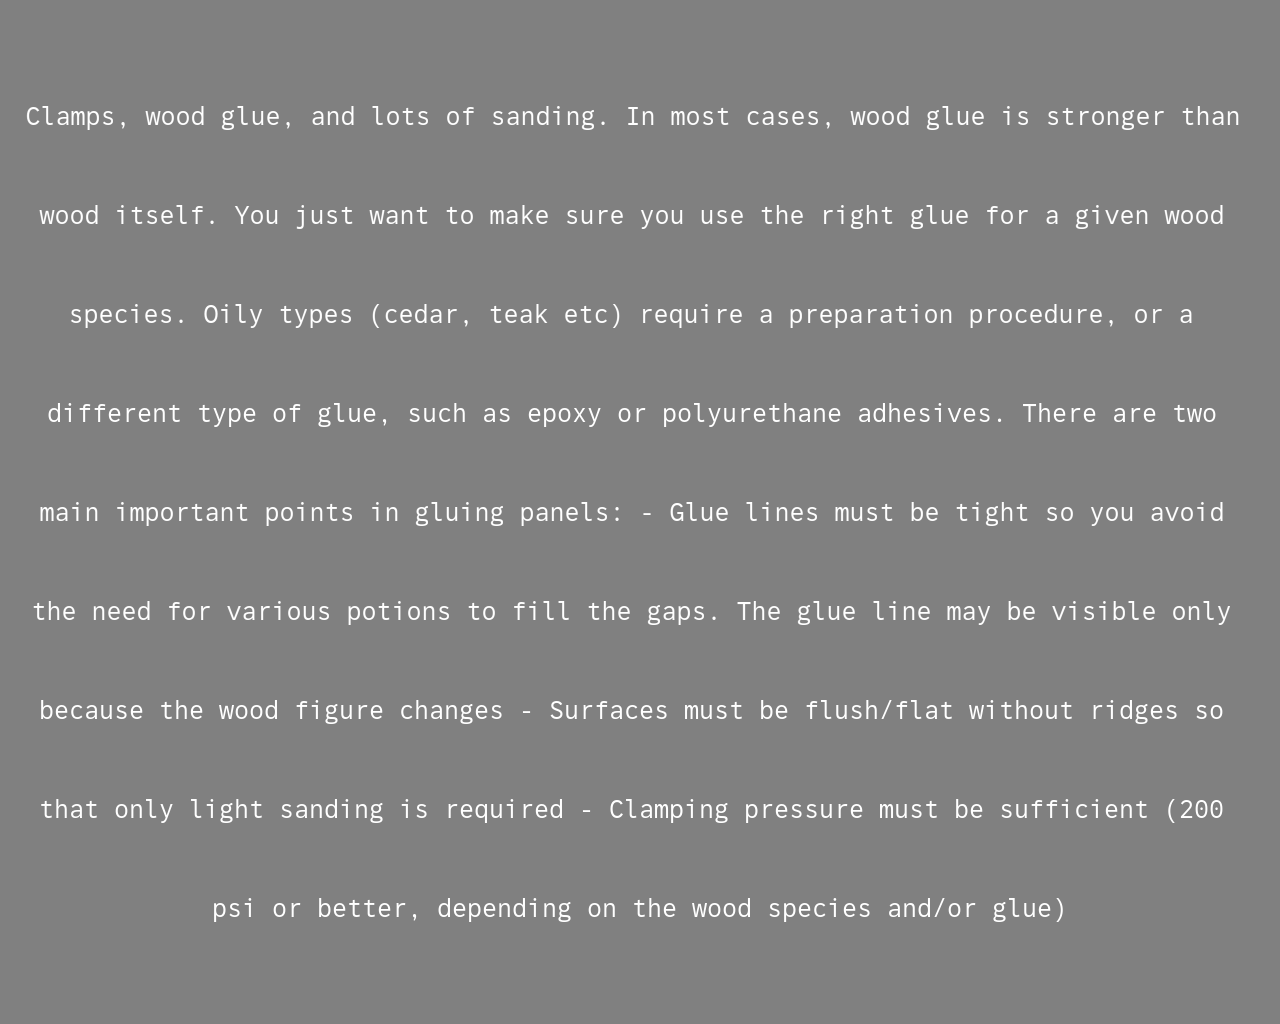 Clamps, wood glue, and lots of sanding. In most cases, wood glue is stronger than
wood itself. You just want to make sure you use the right glue for a given wood
species. Oily types (cedar, teak etc) require a preparation procedure, or a
different type of glue, such as epoxy or polyurethane adhesives. There are two
main important points in gluing panels: - Glue lines must be tight so you avoid
the need for various potions to fill the gaps. The glue line may be visible only
because the wood figure changes - Surfaces must be flush/flat without ridges so
that only light sanding is required - Clamping pressure must be sufficient (200
psi or better, depending on the wood species and/or glue)